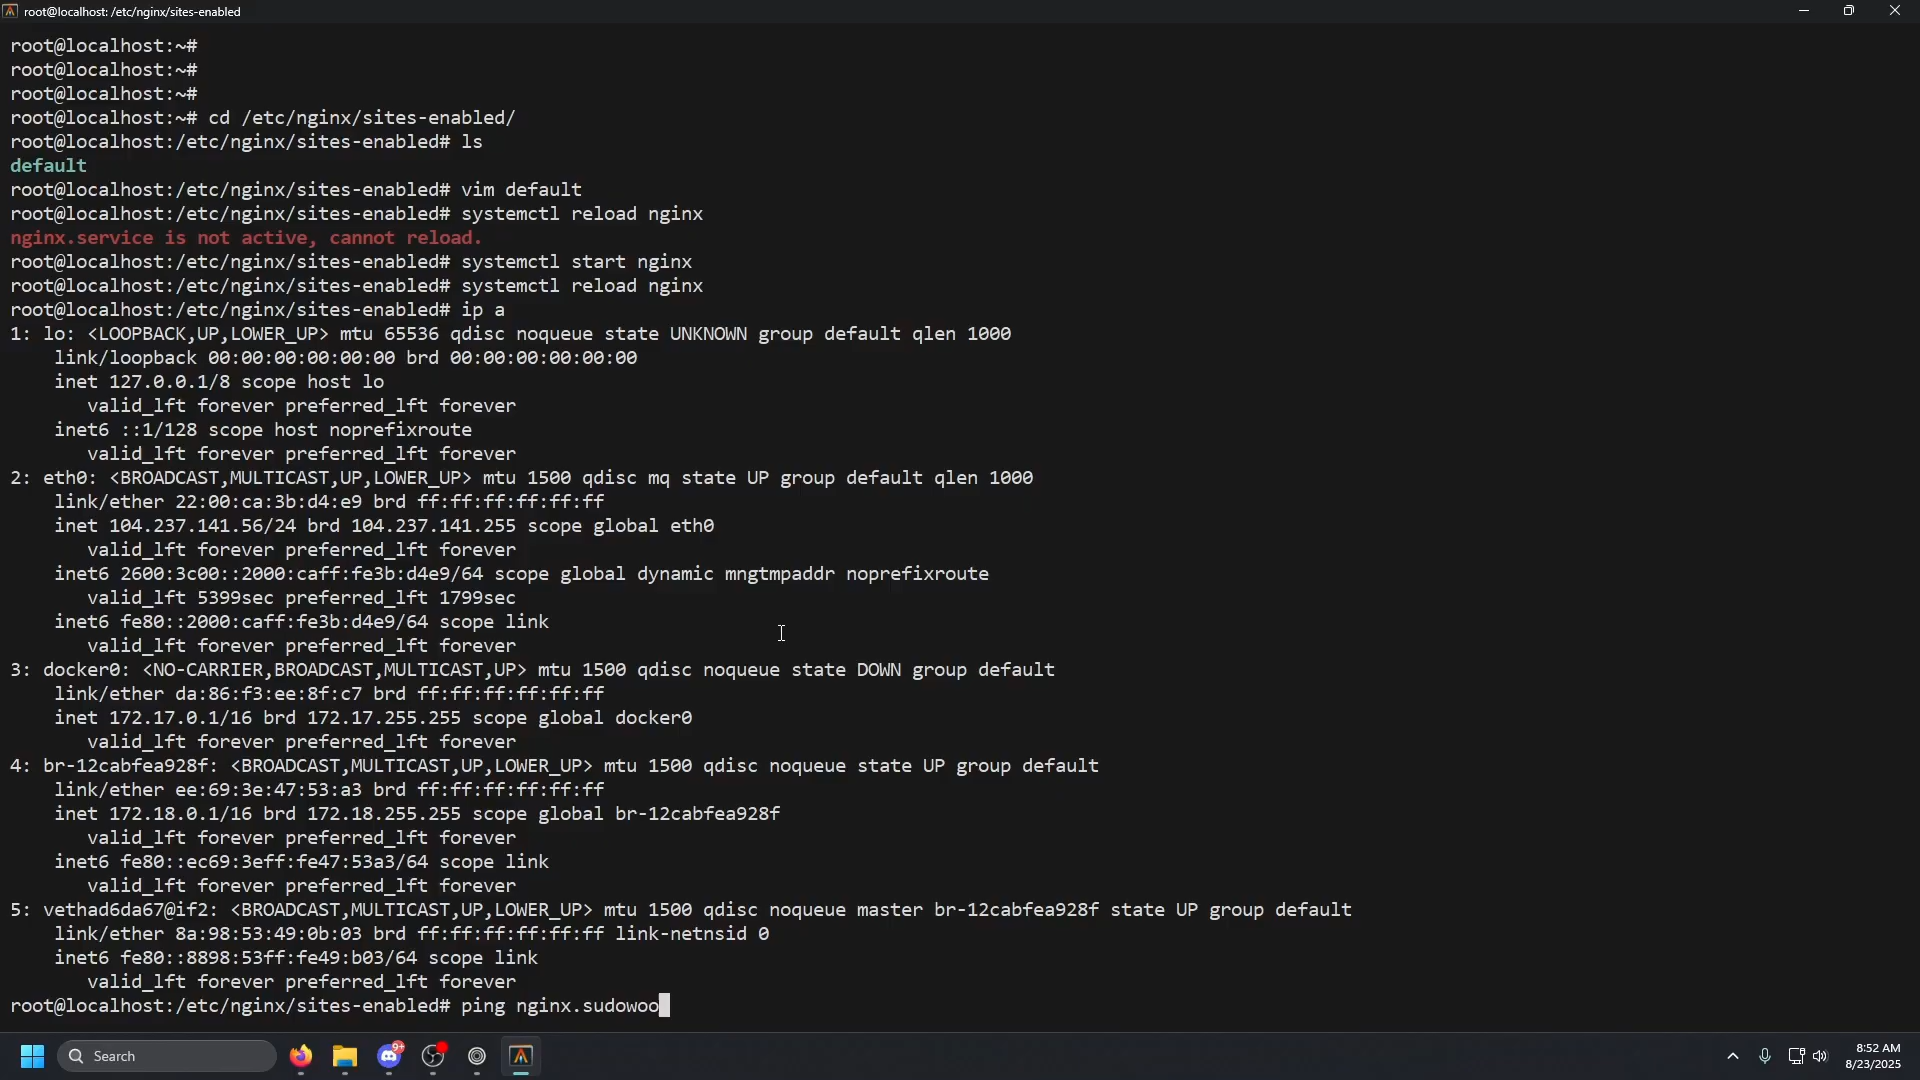 root@localhost: /etc/nginx/sites-enabled
root@localhost:~#
root@localhost:~#
root@localhost:~#
root@localhost:~# cd /etc/nginx/sites-enabled/
root@localhost:/etc/nginx/sites-enabled# ls
default
root@localhost:/etc/nginx/sites-enabled# vim default
root@localhost:/etc/nginx/sites-enabled# systemctl reload nginx
nginx.service is not active, cannot reload.
root@localhost:/etc/nginx/sites-enabled# systemctl start nginx
root@localhost:/etc/nginx/sites-enabled# systemctl reload nginx
root@localhost:/etc/nginx/sites-enabled# ip a
1: lo: <LOOPBACK,UP,LOWER_UP> mtu 65536 qdisc noqueue state UNKNOWN group default qlen 1000
    link/loopback 00:00:00:00:00:00 brd 00:00:00:00:00:00
    inet 127.0.0.1/8 scope host lo
       valid_lft forever preferred_lft forever
    inet6 ::1/128 scope host noprefixroute
       valid_lft forever preferred_lft forever
2: eth0: <BROADCAST,MULTICAST,UP,LOWER_UP> mtu 1500 qdisc mq state UP group default qlen 1000
    link/ether 22:00:ca:3b:d4:e9 brd ff:ff:ff:ff:ff:ff
    inet 104.237.141.56/24 brd 104.237.141.255 scope global eth0
       valid_lft forever preferred_lft forever
    inet6 2600:3c00::2000:caff:fe3b:d4e9/64 scope global dynamic mngtmpaddr noprefixroute
       valid_lft 5399sec preferred_lft 1799sec
    inet6 fe80::2000:caff:fe3b:d4e9/64 scope link
       valid_lft forever preferred_lft forever
3: docker0: <NO-CARRIER,BROADCAST,MULTICAST,UP> mtu 1500 qdisc noqueue state DOWN group default
    link/ether da:86:f3:ee:8f:c7 brd ff:ff:ff:ff:ff:ff
    inet 172.17.0.1/16 brd 172.17.255.255 scope global docker0
       valid_lft forever preferred_lft forever
4: br-12cabfea928f: <BROADCAST,MULTICAST,UP,LOWER_UP> mtu 1500 qdisc noqueue state UP group default
    link/ether ee:69:3e:47:53:a3 brd ff:ff:ff:ff:ff:ff
    inet 172.18.0.1/16 brd 172.18.255.255 scope global br-12cabfea928f
       valid_lft forever preferred_lft forever
    inet6 fe80::ec69:3eff:fe47:53a3/64 scope link
       valid_lft forever preferred_lft forever
5: vethad6da67@if2: <BROADCAST,MULTICAST,UP,LOWER_UP> mtu 1500 qdisc noqueue master br-12cabfea928f state UP group default
    link/ether 8a:98:53:49:0b:03 brd ff:ff:ff:ff:ff:ff link-netnsid 0
    inet6 fe80::8898:53ff:fe49:b03/64 scope link
       valid_lft forever preferred_lft forever
root@localhost:/etc/nginx/sites-enabled# ping nginx.sudowoo
Search
9+
8:52 AM
8/23/2025